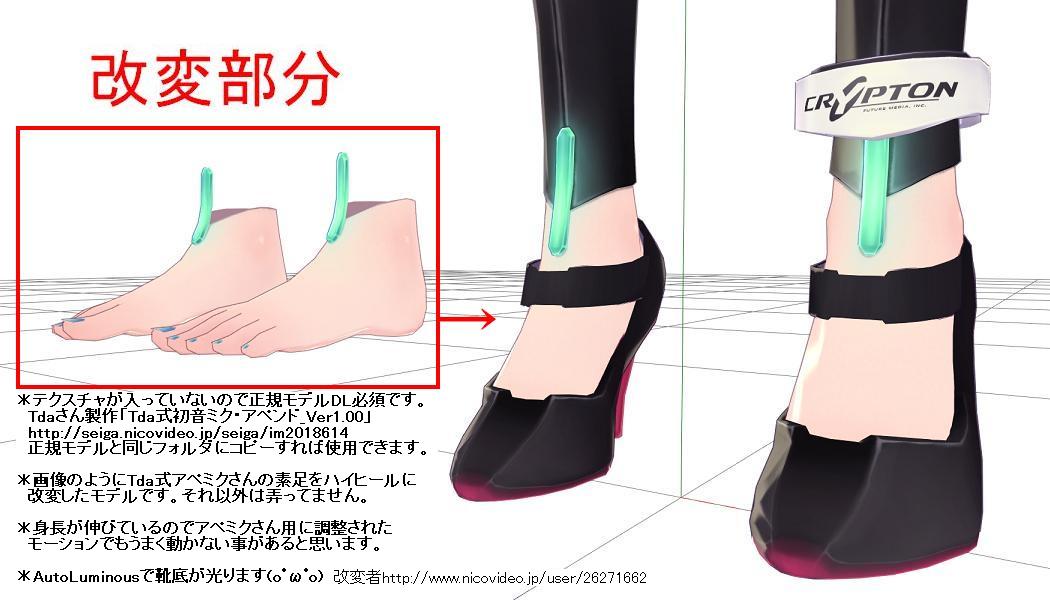 改変部分
CRYPTON
FUTURE MEDIA, INC.
＊テクスチャが入っていないので正規モデルDL必須です。
Tdaさん製作「Tda式初音ミク・アペンド_Ver1.00」
http://seiga.nicovideo.jp/seiga/im2018614
正規モデルと同じフォルダにコピーすれば使用できます。
＊画像のようにTda式アペミクさんの素足をハイヒールに
改変したモデルです。それ以外は弄ってません。
＊身長が伸びているのでアペミクさん用に調整された
モーションでもうまく動かない事があると思います。
＊AutoLuminousで靴底が光ります(oﾟωﾟo) 改変者http://www.nicovideo.jp/user/26271662